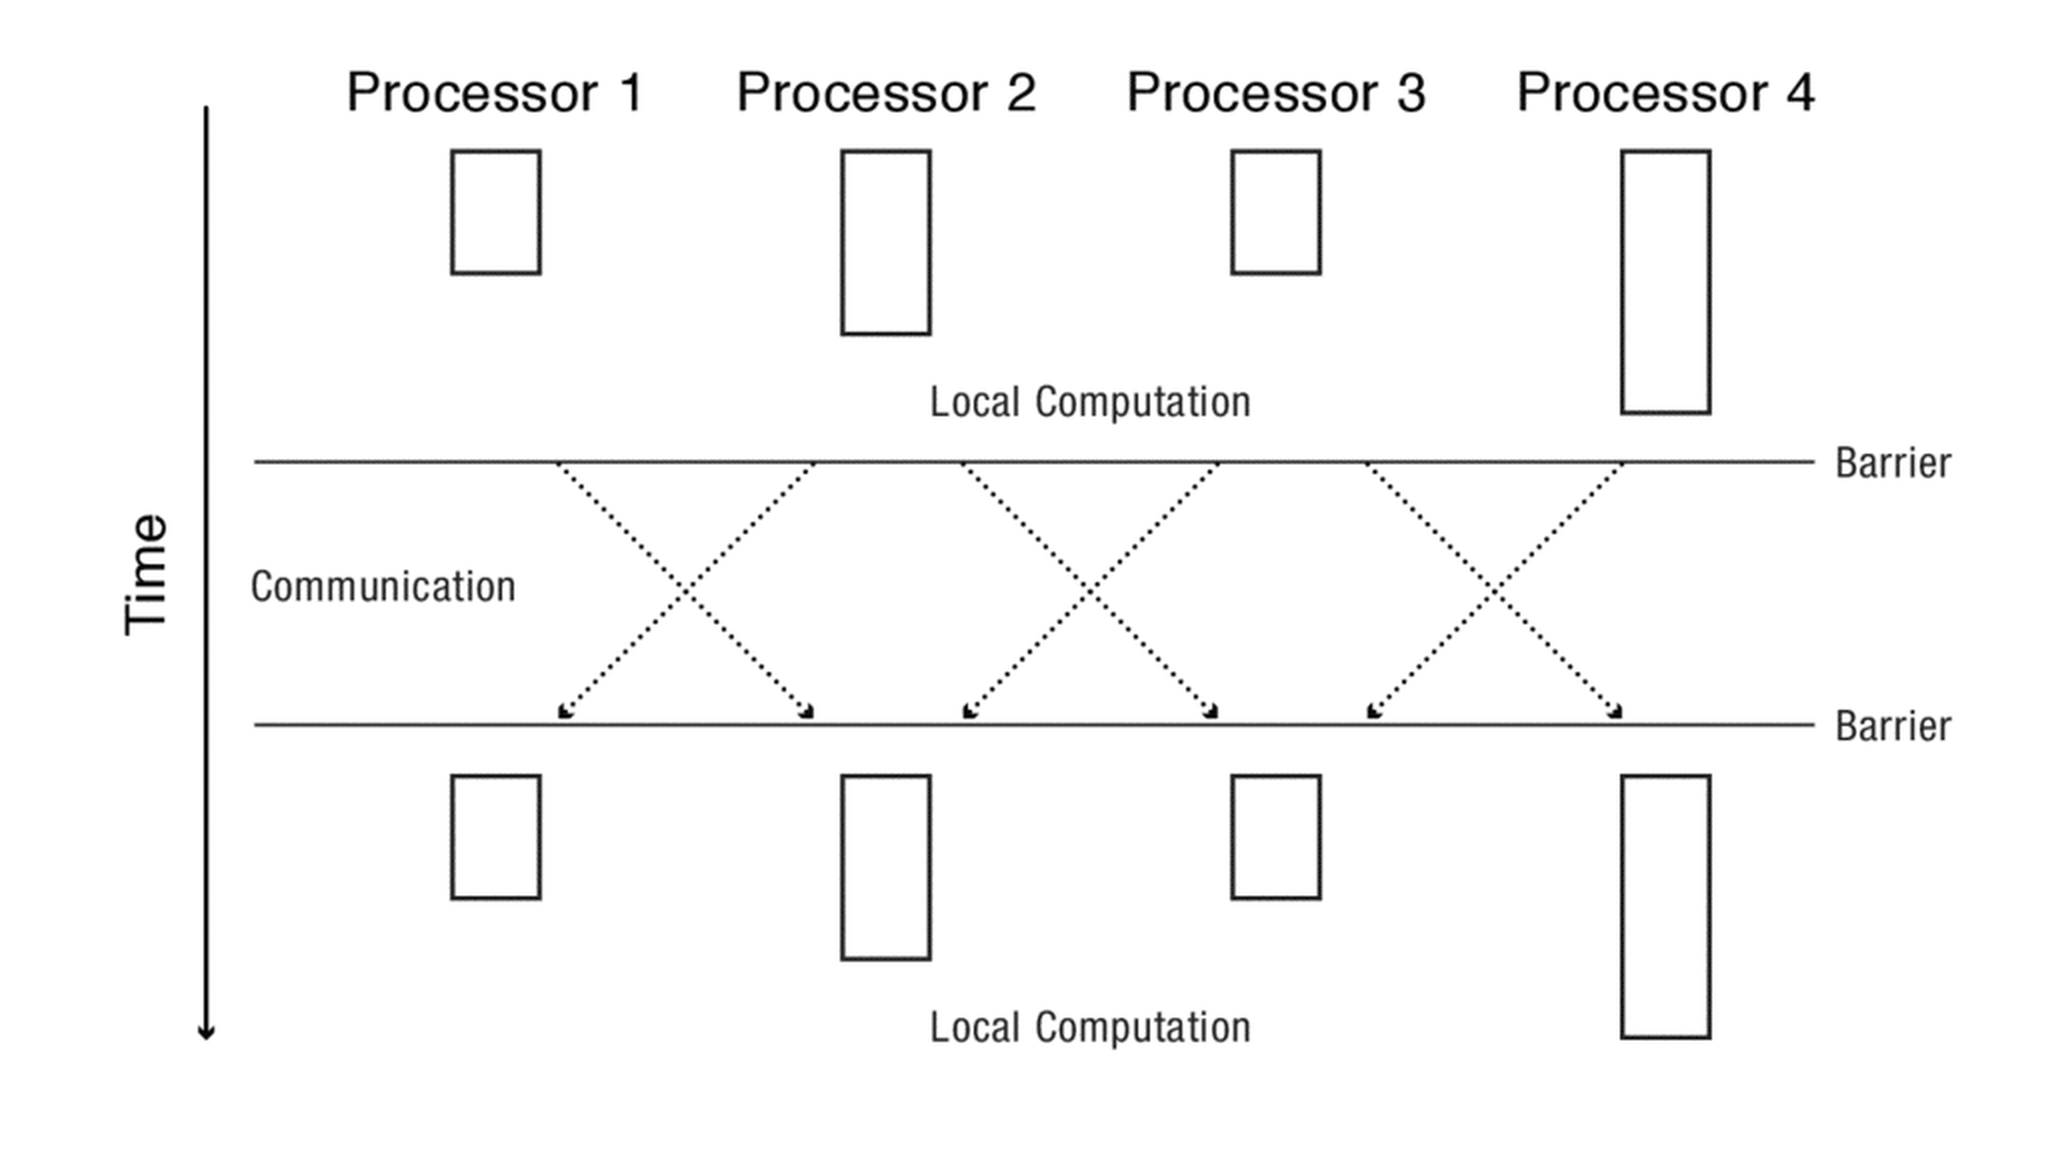 Processor 1
Processor 2
Processor 3
Processor 4
Local Computation
Barrier
Time
Communication
Barrier
Local Computation